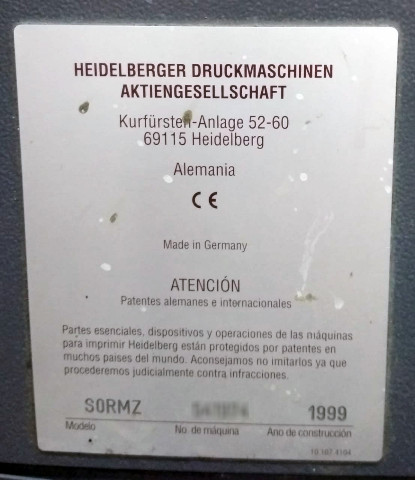 HEIDELBERGER DRUCKMASCHINEN
AKTIENGESELLSCHAFT
Kurfürsten-Anlage 52-60
69115 Heidelberg
Alemania
CE
Made in Germany
ATENCIÓN
Patentes alemanes e internacionales
Partes esenciales, dispositivos y operaciones de las máquinas
para imprimir Heidelberg están protegidos por patentes en
muchos paises del mundo. Aconsejamos no imitarlos ya que
procederemos judicialmente contra infracciones.
SORMZ 1999
Modelo No. de máquina Ano de construcción